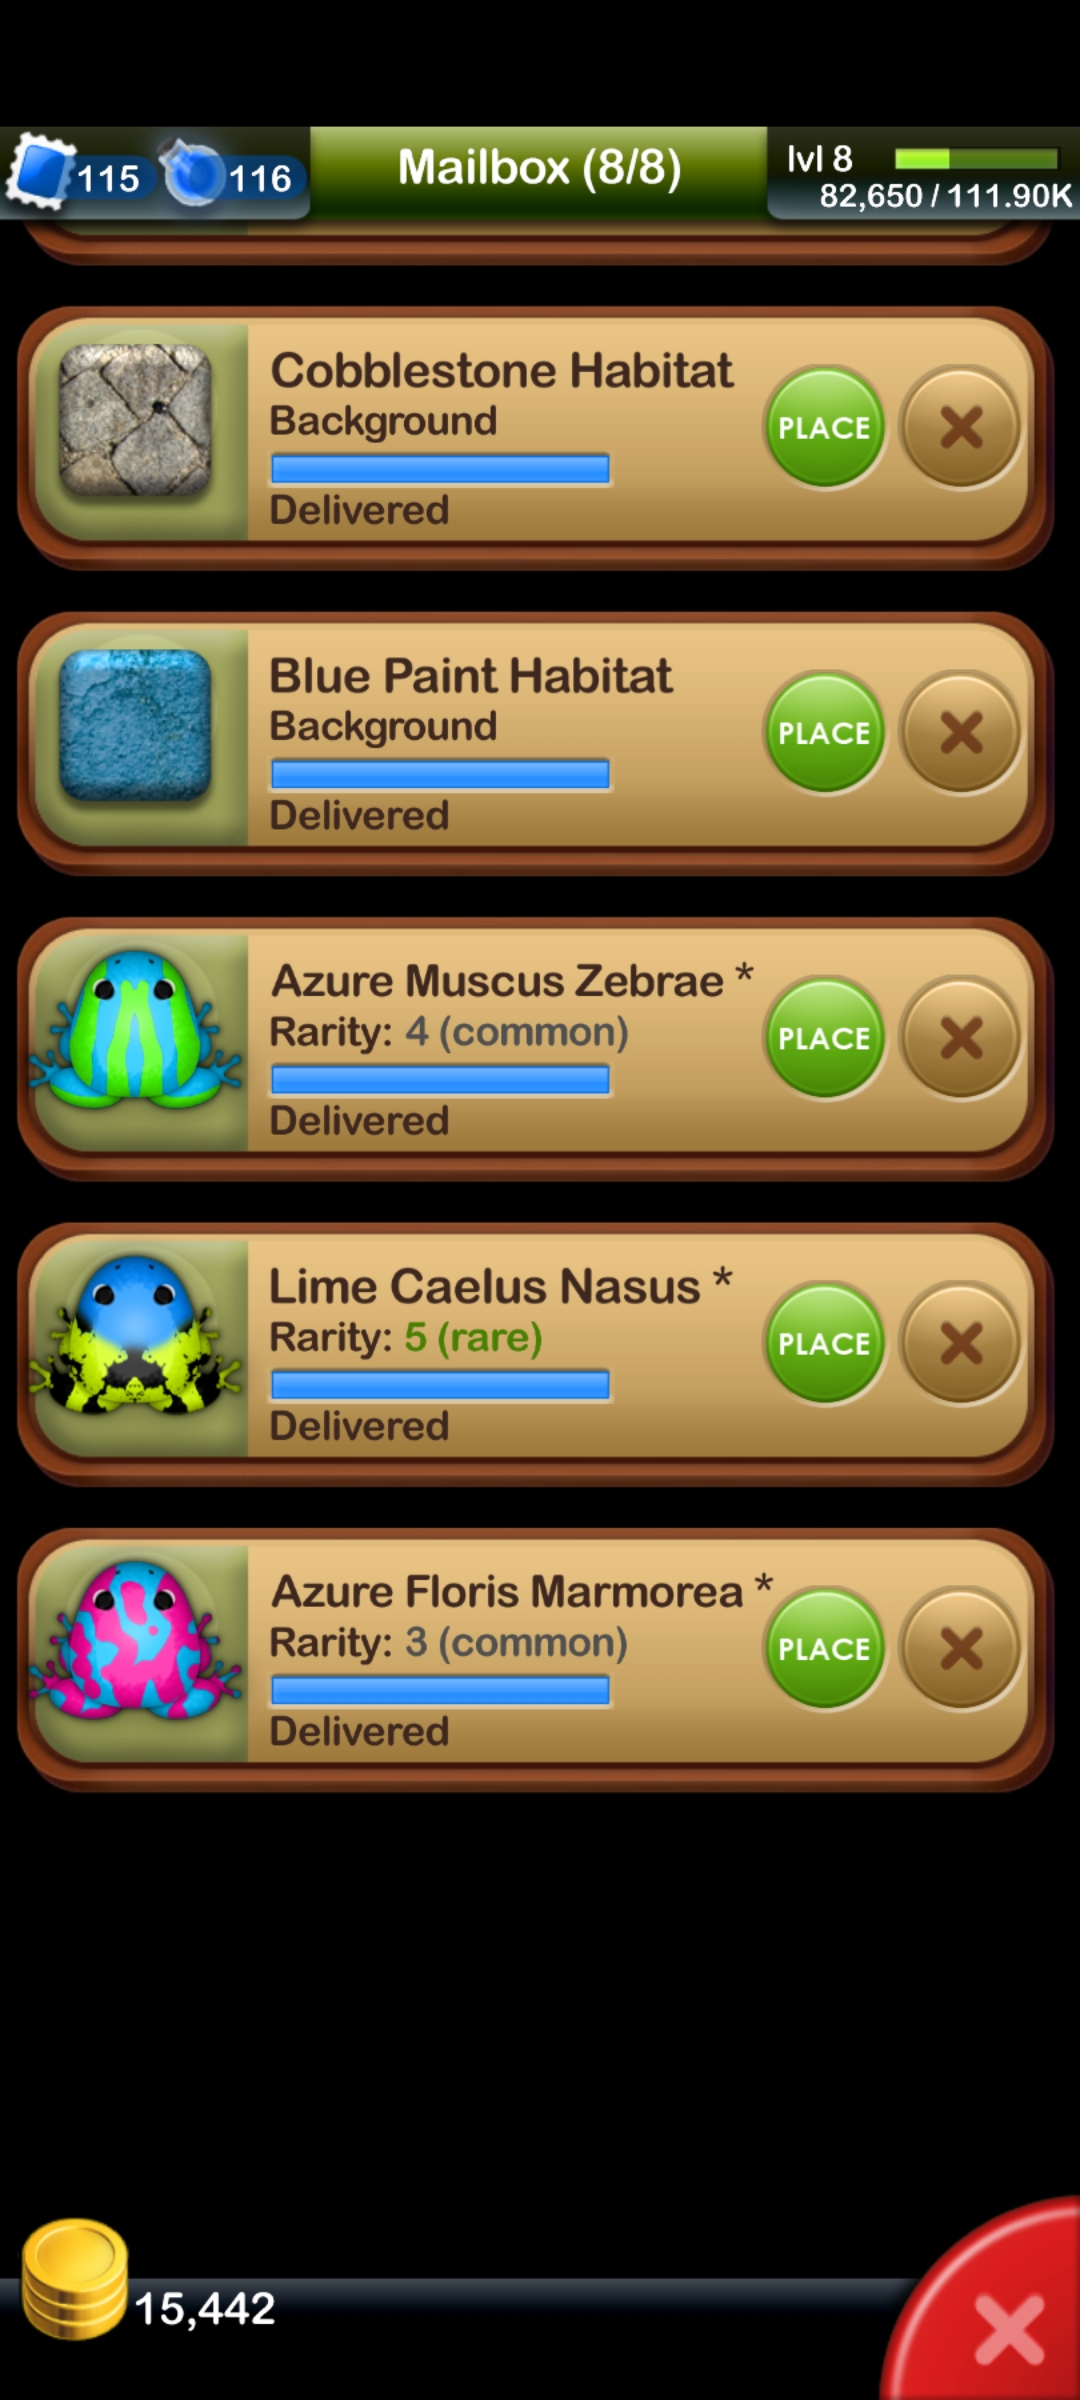 115
116
Mailbox (8/8)
lvl 8
82,650 / 111.90K
Cobblestone Habitat
Background
Delivered
PLACE
Blue Paint Habitat
Background
Delivered
PLACE
Azure Muscus Zebrae *
Rarity: 4 (common)
Delivered
PLACE
Lime Caelus Nasus *
Rarity: 5 (rare)
Delivered
PLACE
Azure Floris Marmorea *
Rarity: 3 (common)
Delivered
PLACE
15,442